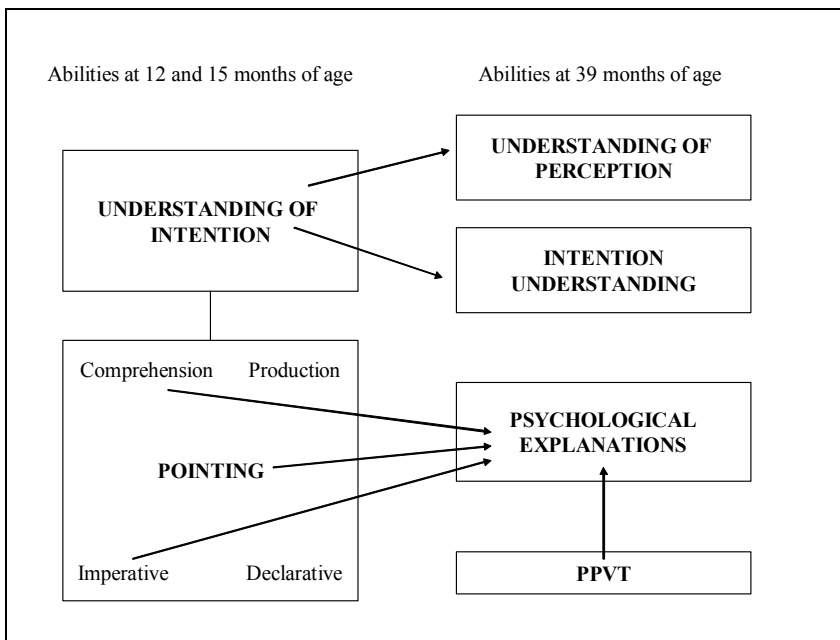 Abilities at 12 and 15 months of age
Abilities at 39 months of age
UNDERSTANDING OF
INTENTION
UNDERSTANDING OF
PERCEPTION
INTENTION
UNDERSTANDING
Comprehension
Production
POINTING
Imperative
Declarative
PSYCHOLOGICAL
EXPLANATIONS
PPVT